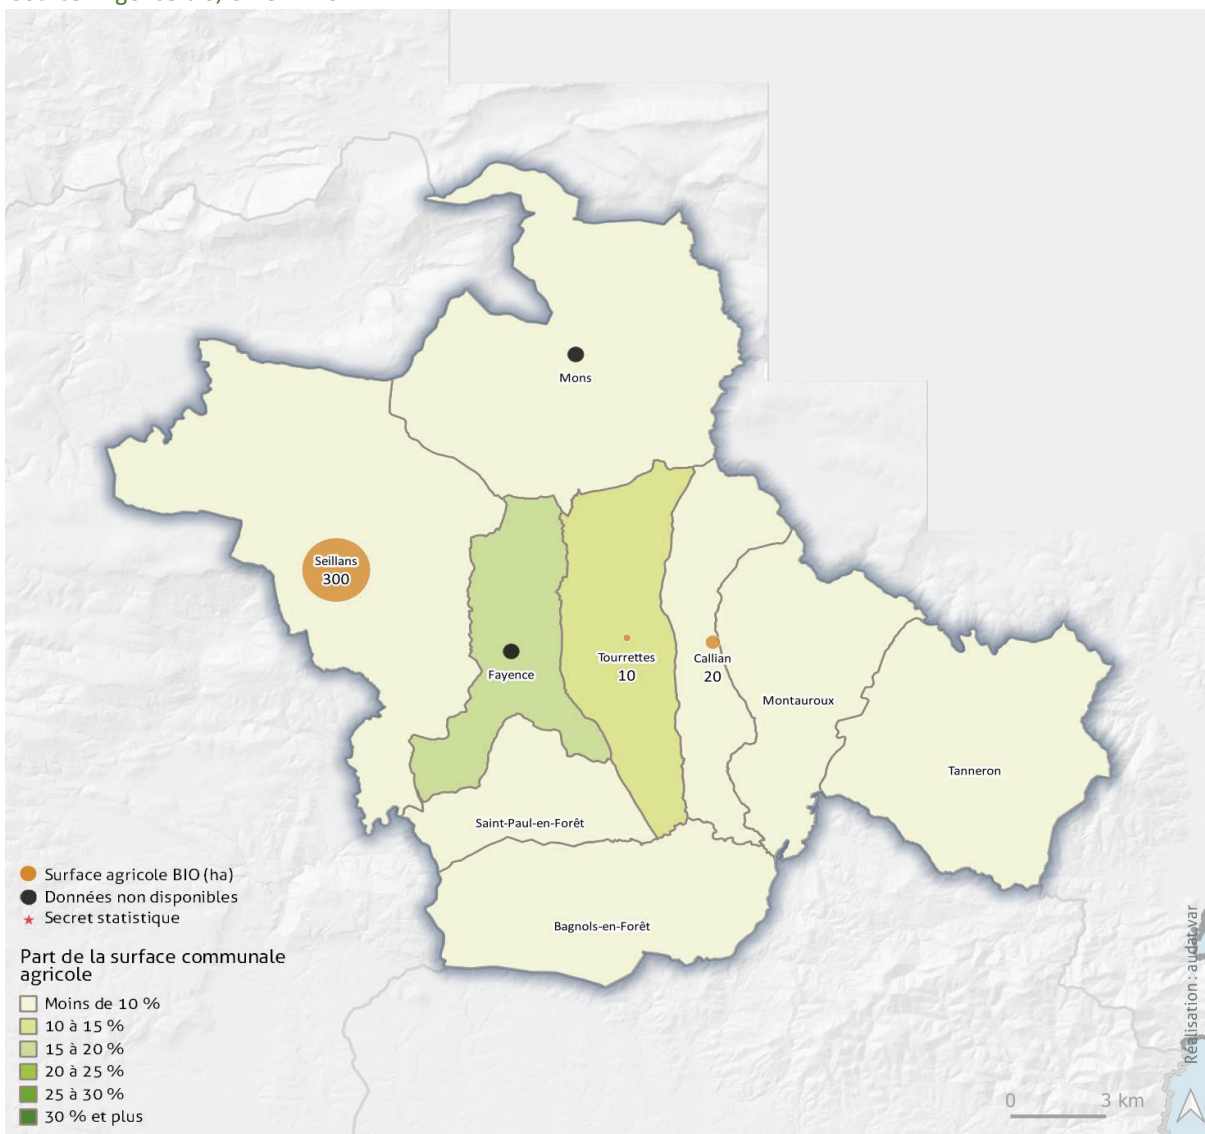 Mons
Seillans
300
Tourrettes
10
Callian
20
Fayence
Montauroux
Tanneron
Saint-Paul-en-Forêt
Bagnols-en-Forêt
Surface agricole BIO (ha)
Données non disponibles
Secret statistique
Part de la surface communale
agricole
Moins de 10 %
10 à 15 %
15 à 20 %
20 à 25 %
25 à 30 %
30 % et plus
0 3 km
Réalisation : audat.var